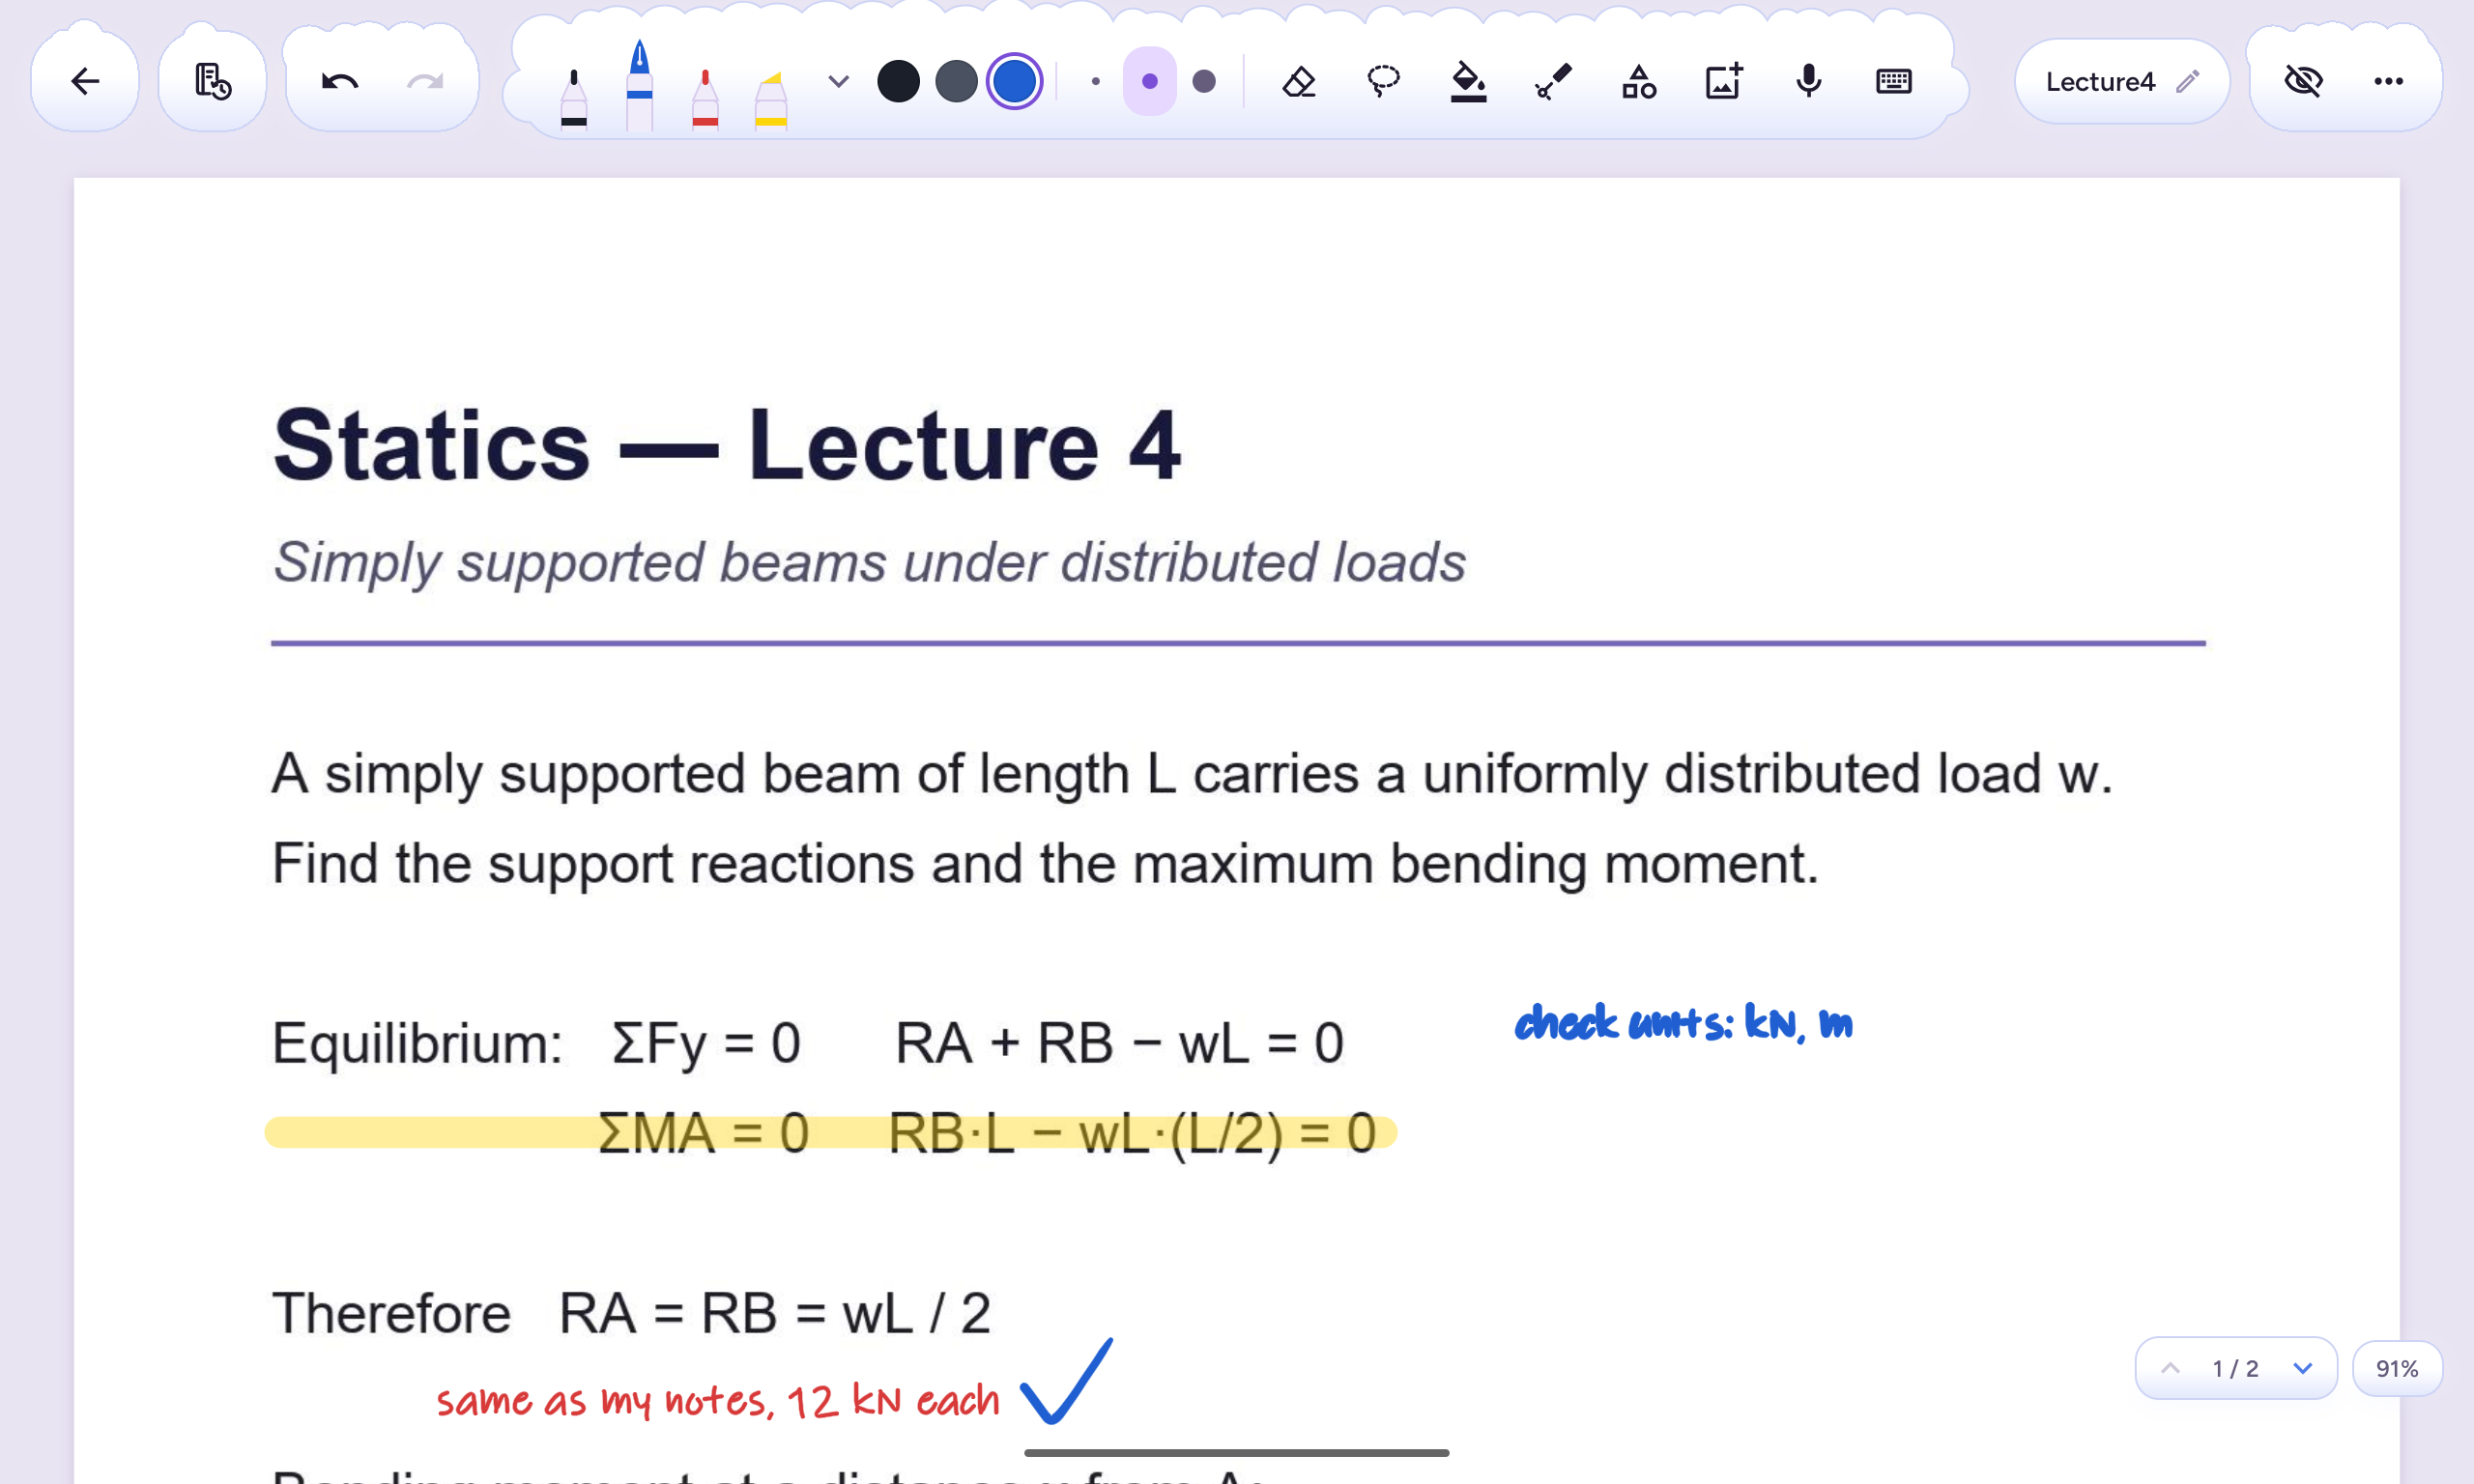 Lecture4
Statics — Lecture 4
Simply supported beams under distributed loads
A simply supported beam of length L carries a uniformly distributed load w.
Find the support reactions and the maximum bending moment.
Equilibrium: ΣFy = 0 RA + RB − wL = 0
check units: kN, m
ΣMA = 0 RB·L − wL·(L/2) = 0
Therefore RA = RB = wL / 2
same as my notes, 12 kN each
1 / 2
91%